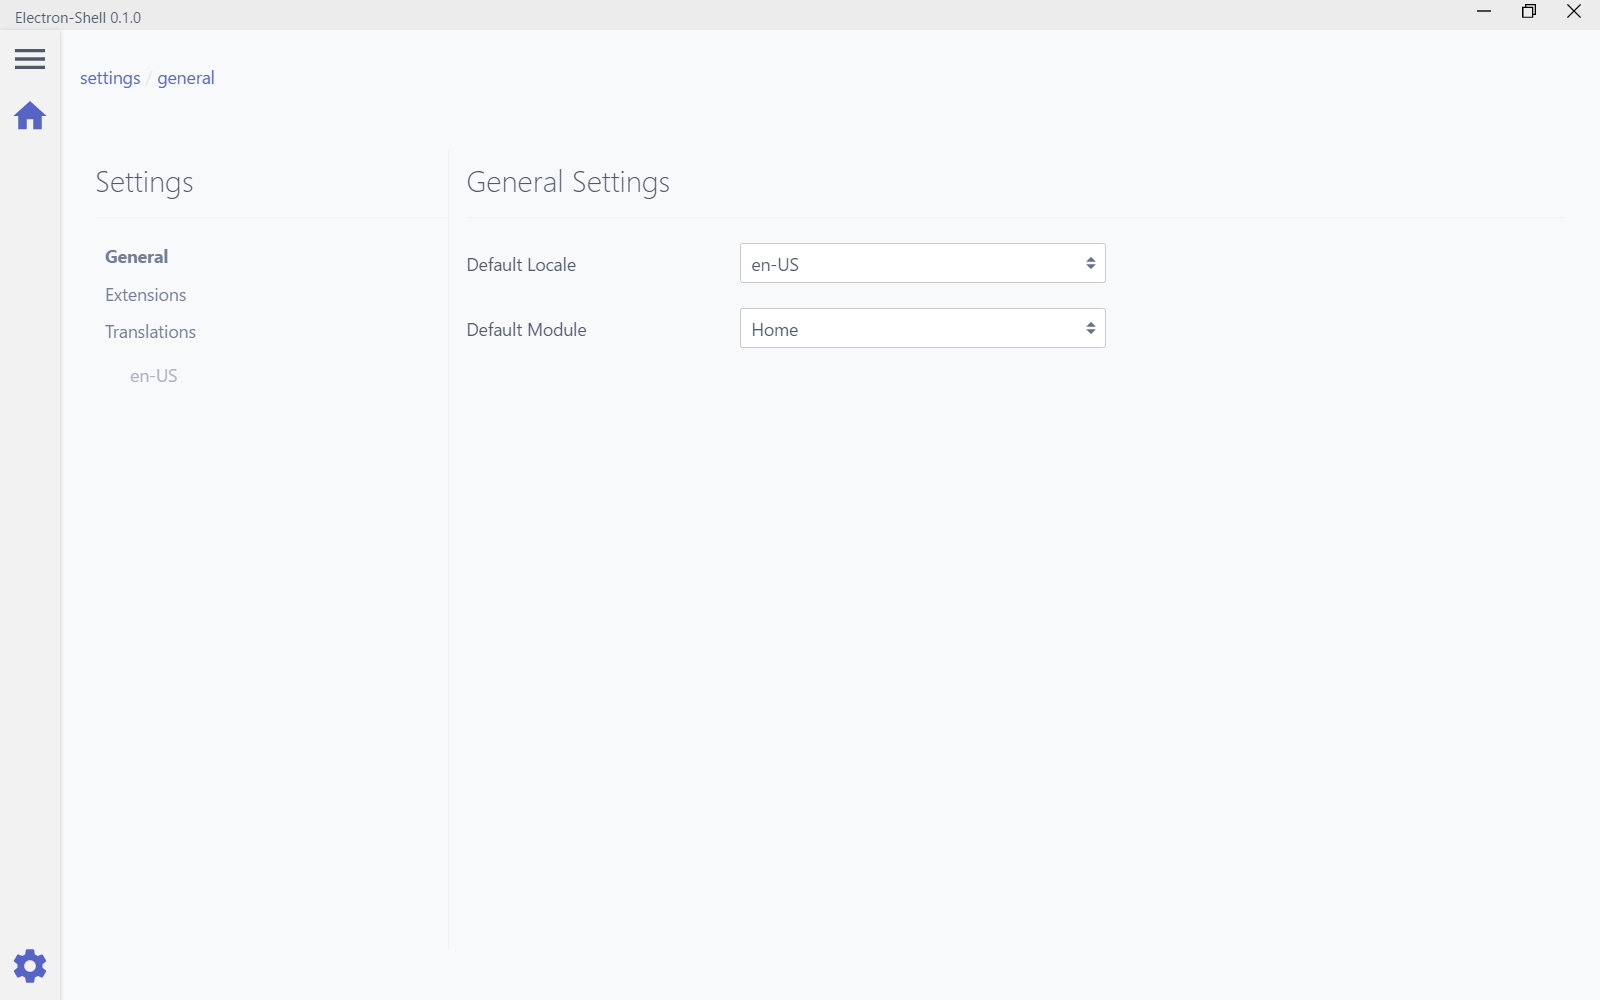 Electron-Shell 0.1.0
settings / general
Settings
General
Extensions
Translations
en-US
General Settings
Default Locale
en-US
Default Module
Home